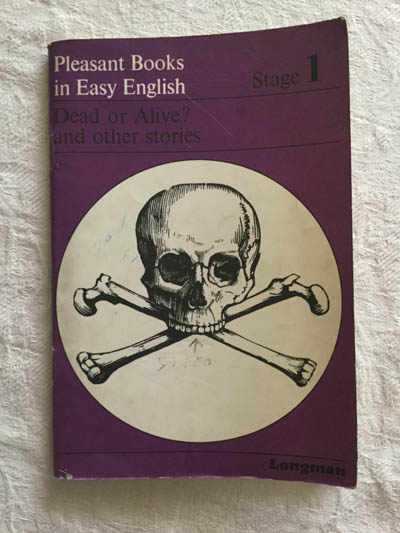 Pleasant Books
in Easy English
Stage 1
Dead or Alive?
and other stories
Longman